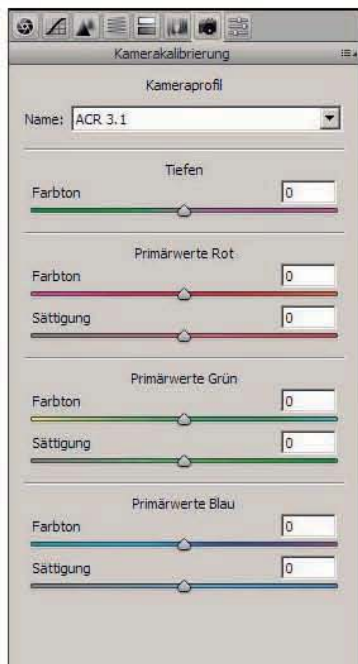 Kamerakalibrierung
Kameraprofil
Name: ACR 3.1
Tiefen
Farbton 0
Primärwerte Rot
Farbton 0
Sättigung 0
Primärwerte Grün
Farbton 0
Sättigung 0
Primärwerte Blau
Farbton 0
Sättigung 0